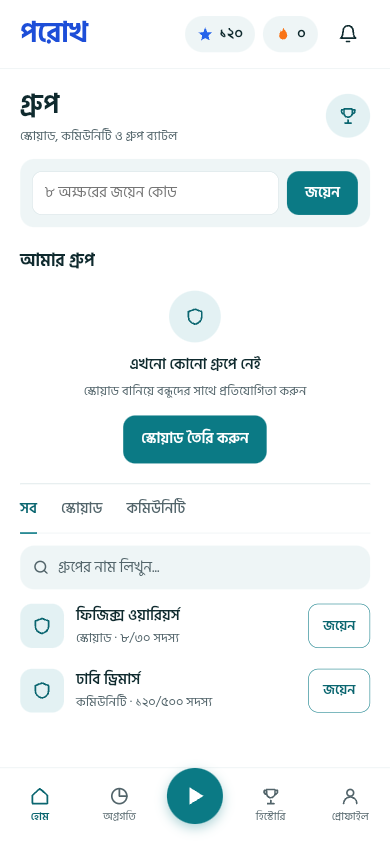 পরোখ
১২০
০
গ্রুপ
স্কোয়াড, কমিউনিটি ও গ্রুপ ব্যাটল
৮ অক্ষরের জয়েন কোড
জয়েন
আমার গ্রুপ
এখনো কোনো গ্রুপে নেই
স্কোয়াড বানিয়ে বন্ধুদের সাথে প্রতিযোগিতা করুন
স্কোয়াড তৈরি করুন
সব স্কোয়াড কমিউনিটি
গ্রুপের নাম লিখুন...
ফিজিক্স ওয়ারিয়র্স
স্কোয়াড · ৮/৩০ সদস্য
জয়েন
ঢাবি ড্রিমার্স
কমিউনিটি · ১২০/৫০০ সদস্য
জয়েন
হোম অগ্রগতি হিস্টোরি প্রোফাইল